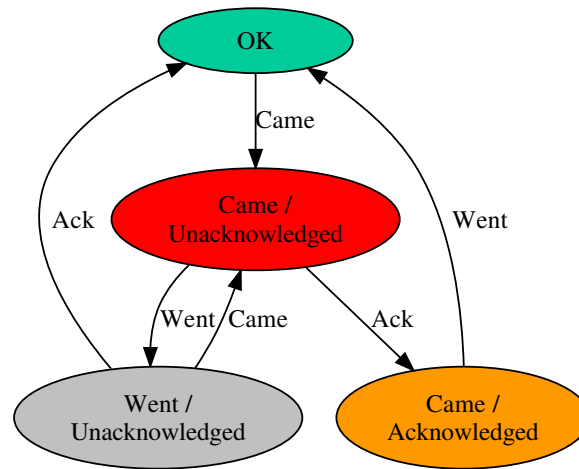 OK
Came
Came /
Unacknowledged
Ack
Went
Went
Came
Ack
Went /
Unacknowledged
Came /
Acknowledged